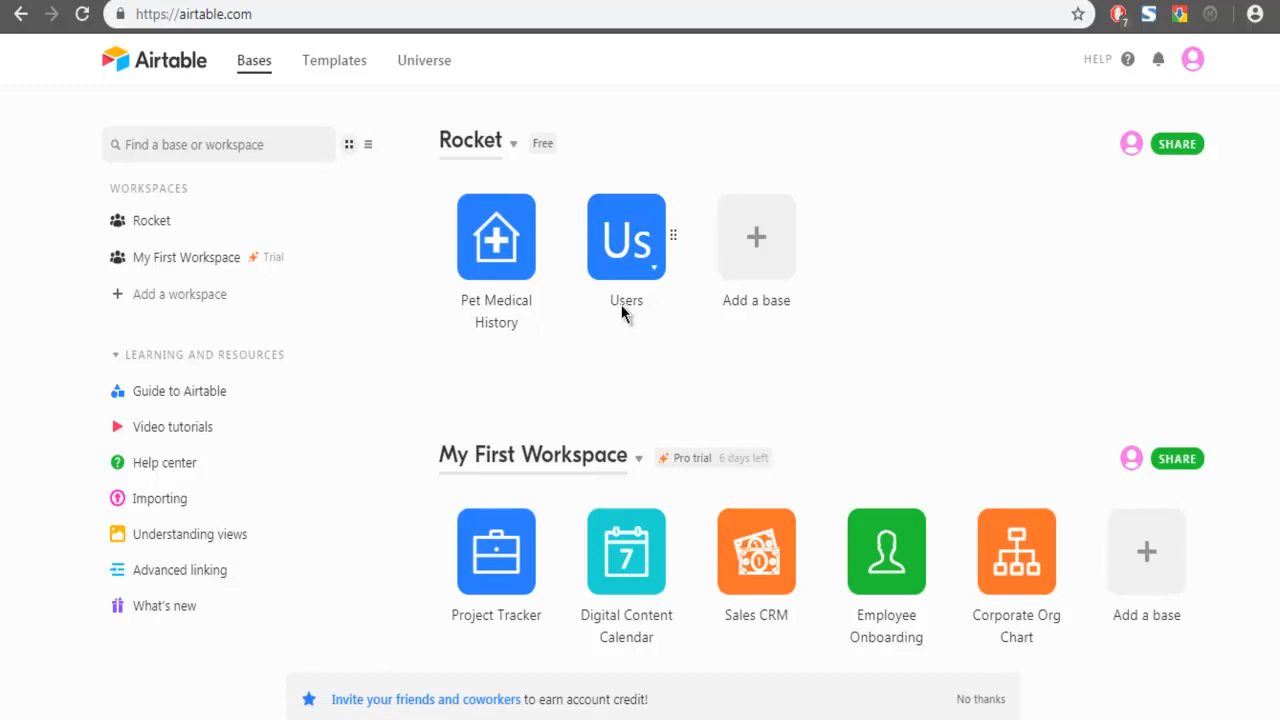 https://airtable.com
7
Airtable
Bases
Templates
Universe
HELP
Find a base or workspace
WORKSPACES
Rocket
My First Workspace Trial
Add a workspace
LEARNING AND RESOURCES
Guide to Airtable
Video tutorials
Help center
Importing
Understanding views
Advanced linking
What's new
Rocket Free
SHARE
Us
Pet Medical
History
Users
Add a base
My First Workspace Pro trial 6 days left
SHARE
7
Project Tracker
Digital Content
Calendar
Sales CRM
Employee
Onboarding
Corporate Org
Chart
Add a base
Invite your friends and coworkers to earn account credit!
No thanks